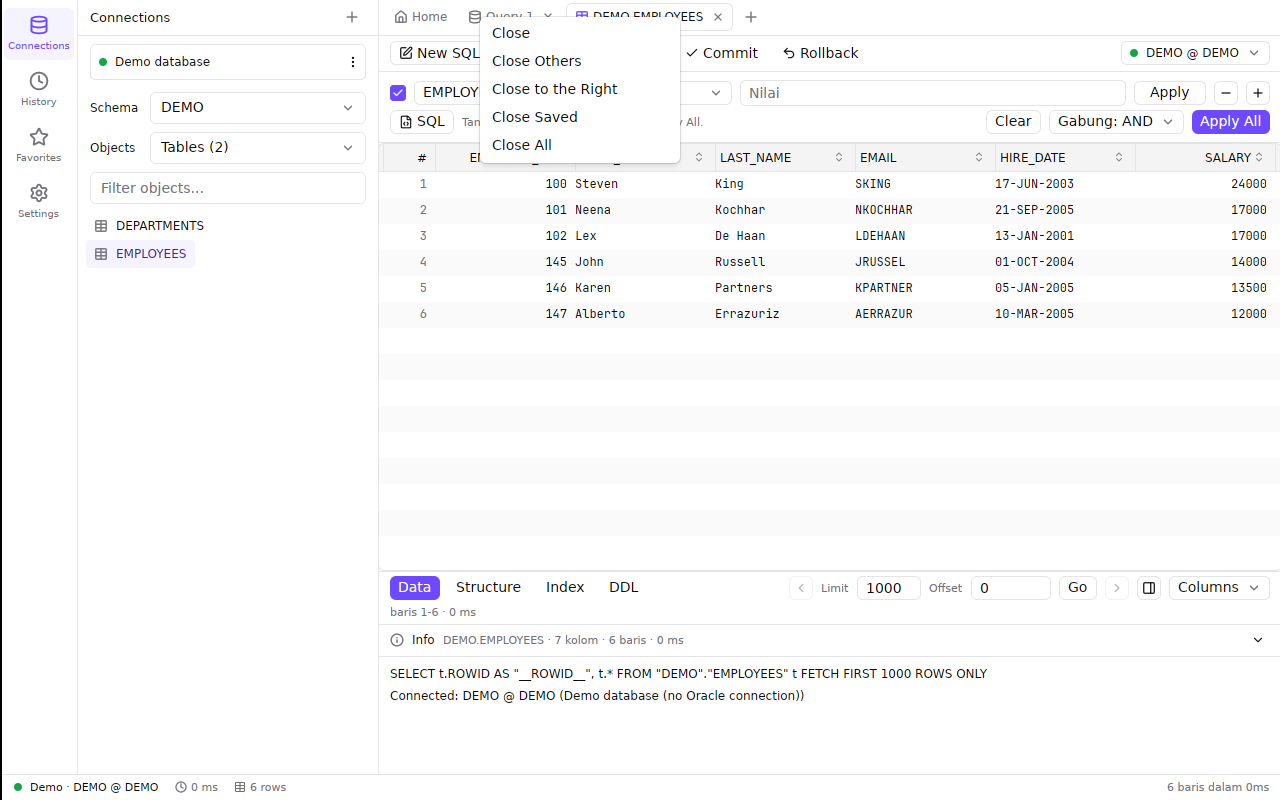 Connections
History
Favorites
Settings
Connections
Demo database
Schema
DEMO
Objects
Tables (2)
Filter objects...
DEPARTMENTS
EMPLOYEES
Home
Query 1
DEMO.EMPLOYEES
New SQL
Commit
Rollback
DEMO @ DEMO
Close
Close Others
Close to the Right
Close Saved
Close All
Nilai
Apply
SQL
All.
Clear
Gabung: AND
Apply All
# LAST_NAME EMAIL HIRE_DATE SALARY
1 100 Steven King SKING 17-JUN-2003 24000
2 101 Neena Kochhar NKOCHHAR 21-SEP-2005 17000
3 102 Lex De Haan LDEHAAN 13-JAN-2001 17000
4 145 John Russell JRUSSEL 01-OCT-2004 14000
5 146 Karen Partners KPARTNER 05-JAN-2005 13500
6 147 Alberto Errazuriz AERRAZUR 10-MAR-2005 12000
Data Structure Index DDL
Limit 1000 Offset 0 Go Columns
baris 1-6 · 0 ms
Info DEMO.EMPLOYEES · 7 kolom · 6 baris · 0 ms
SELECT t.ROWID AS "__ROWID__", t.* FROM "DEMO"."EMPLOYEES" t FETCH FIRST 1000 ROWS ONLY
Connected: DEMO @ DEMO (Demo database (no Oracle connection))
Demo · DEMO @ DEMO 0 ms 6 rows
6 baris dalam 0ms